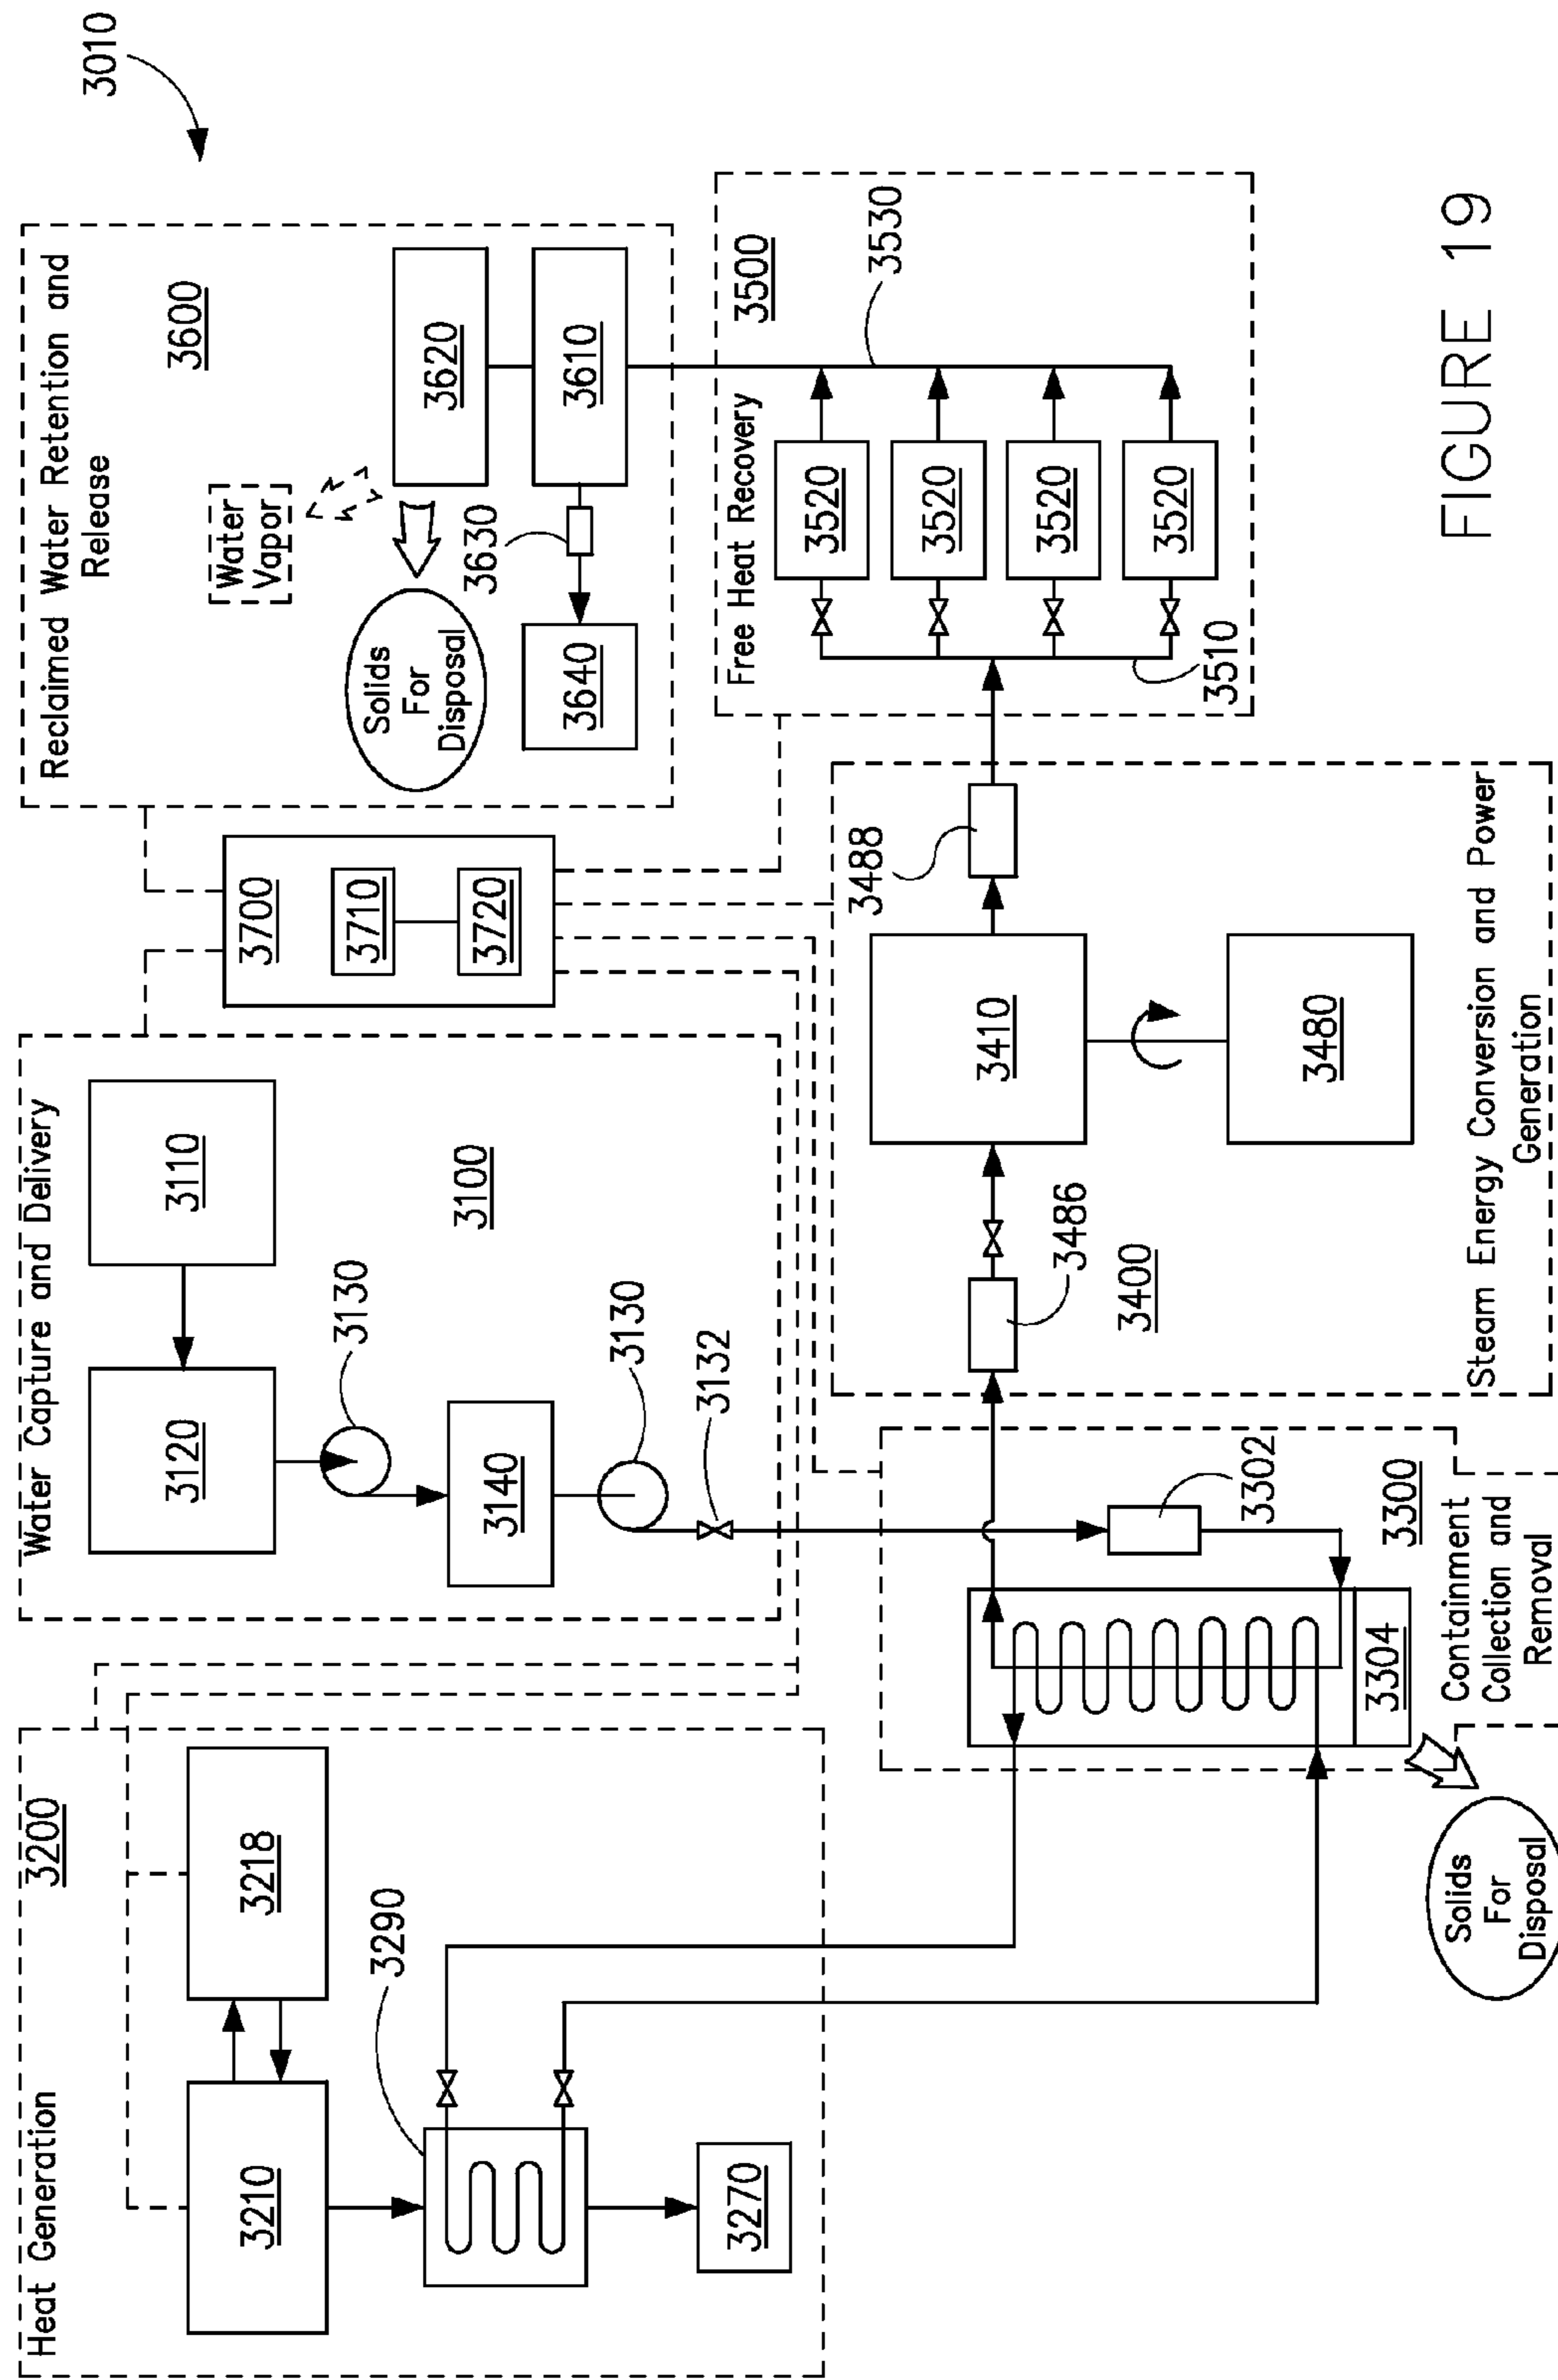 3010
Heat Generation
3200
3210
3218
3290
3270
Water Capture and Delivery
3110
3120
3130
3140
3130
3132
3100
3700
3710
3720
Reclaimed Water Retention and
Release
3600
Water
Vapor
Solids
For
Disposal
3620
3610
3630
3640
3302
3300
3304
Containment
Collection and
Removal
Solids
For
Disposal
3486
3400
3410
3480
3488
Steam Energy Conversion and Power
Generation
Free Heat Recovery
3500
3520
3520
3520
3520
3510
3530
FIGURE 19